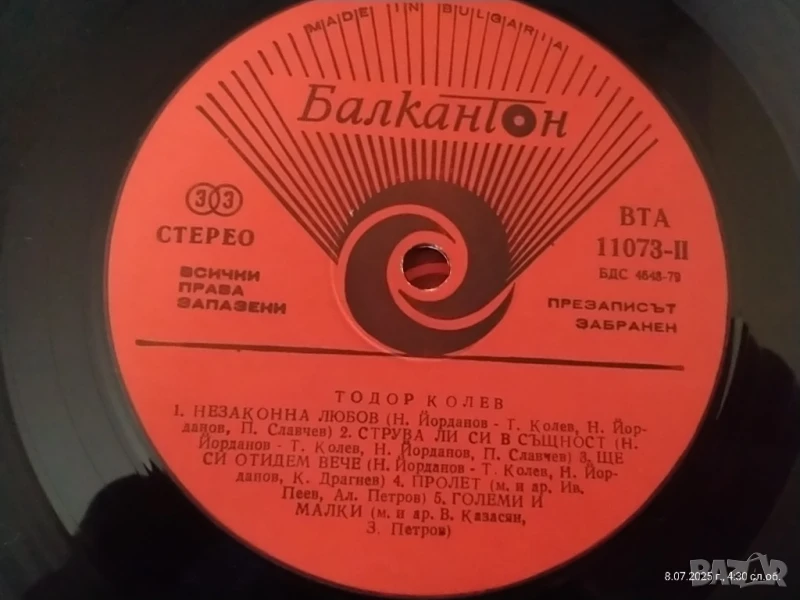 MADE IN BULGARIA
Балкантон
33
СТЕРЕО
ВСИЧКИ
ПРАВА
ЗАПАЗЕНИ
ВТА
11073-II
БДС 4648-79
ПРЕЗАПИСЪТ
ЗАБРАНЕН
ТОДОР КОЛЕВ
1. НЕЗАКОННА ЛЮБОВ (Н. Йорданов - Т. Колев, Н. Йор-
данов, П. Славчев) 2. СТРУВА ЛИ СИ В СЪЩНОСТ (Н.
Йорданов - Т. Колев, Н. Йорданов, П. Славчев) 3. ЩЕ
СИ ОТИДЕМ ВЕЧЕ (Н. Йорданов - Т. Колев, Н. Йор-
данов, К. Драгнев) 4. ПРОЛЕТ (м. и ар. Ив.
Пеев, Ал. Петров) 5. ГОЛЕМИ И
МАЛКИ (м. и ар. В. Казасян,
З. Петров)
8.07.2025 г., 4:30 сл.об.
BAZAR